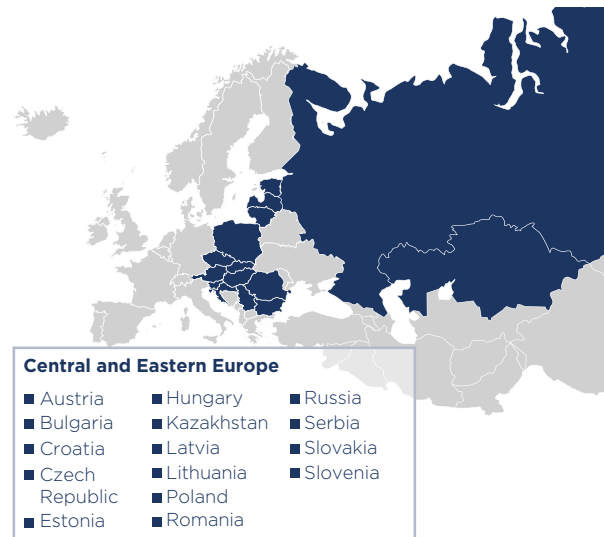 Central and Eastern Europe
Austria
Bulgaria
Croatia
Czech
Republic
Estonia
Hungary
Kazakhstan
Latvia
Lithuania
Poland
Romania
Russia
Serbia
Slovakia
Slovenia